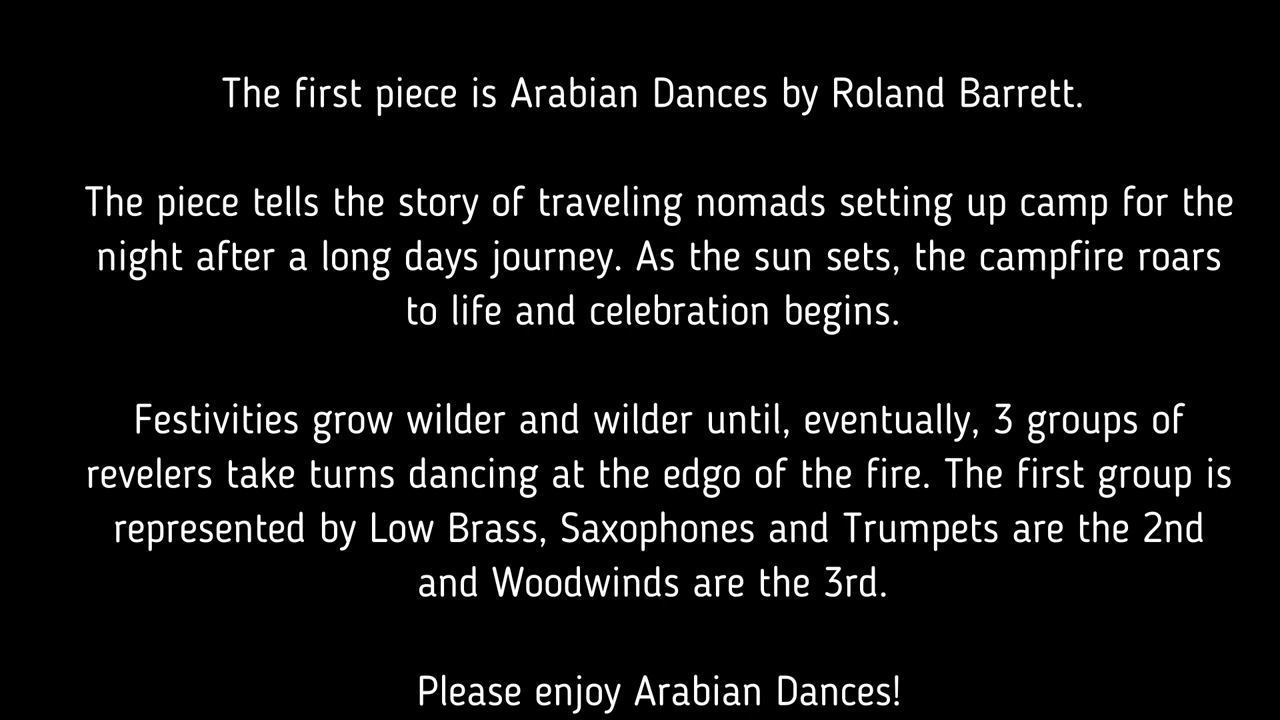 The first piece is Arabian Dances by Roland Barrett.
The piece tells the story of traveling nomads setting up camp for the
night after a long days journey. As the sun sets, the campfire roars
to life and celebration begins.
Festivities grow wilder and wilder until, eventually, 3 groups of
revelers take turns dancing at the edgo of the fire. The first group is
represented by Low Brass, Saxophones and Trumpets are the 2nd
and Woodwinds are the 3rd.
Please enjoy Arabian Dances!